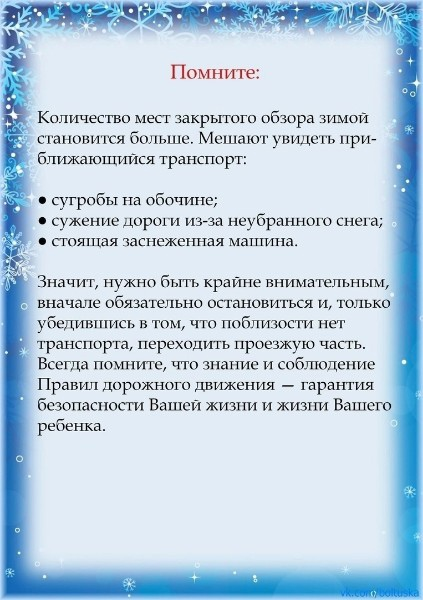 Помните:
Количество мест закрытого обзора зимой
становится больше. Мешают увидеть при-
ближающийся транспорт:
● сугробы на обочине;
● сужение дороги из-за неубранного снега;
● стоящая заснеженная машина.
Значит, нужно быть крайне внимательным,
вначале обязательно остановиться и, только
убедившись в том, что поблизости нет
транспорта, переходить проезжую часть.
Всегда помните, что знание и соблюдение
Правил дорожного движения — гарантия
безопасности Вашей жизни и жизни Вашего
ребенка.